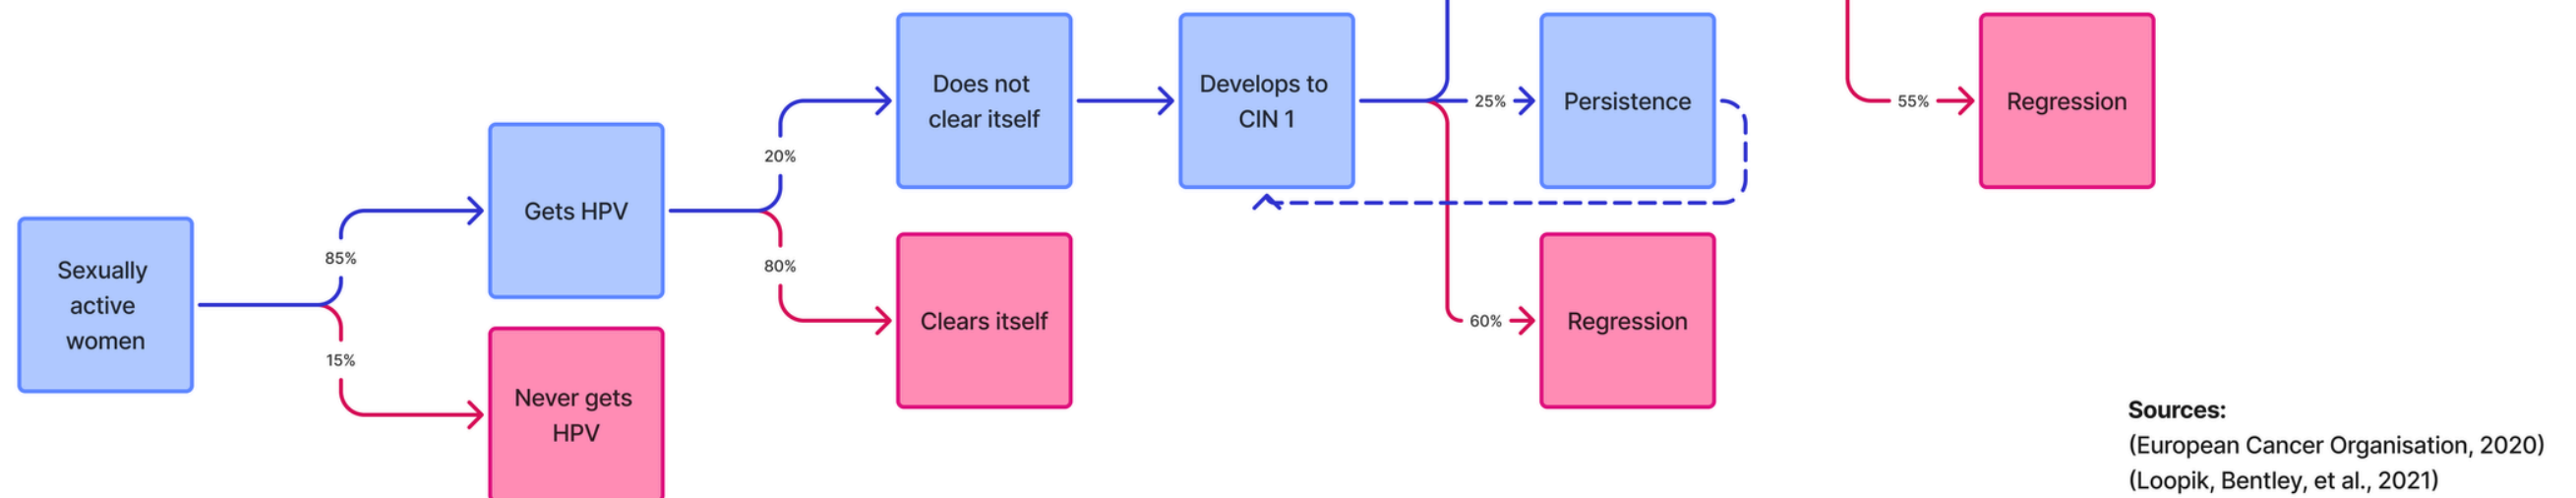 Sexually
active
women
85%
15%
Gets HPV
Never gets
HPV
20%
80%
Does not
clear itself
Clears itself
Develops to
CIN 1
25%
60%
Persistence
Regression
55%
Regression
Sources:
(European Cancer Organisation, 2020)
(Loopik, Bentley, et al., 2021)